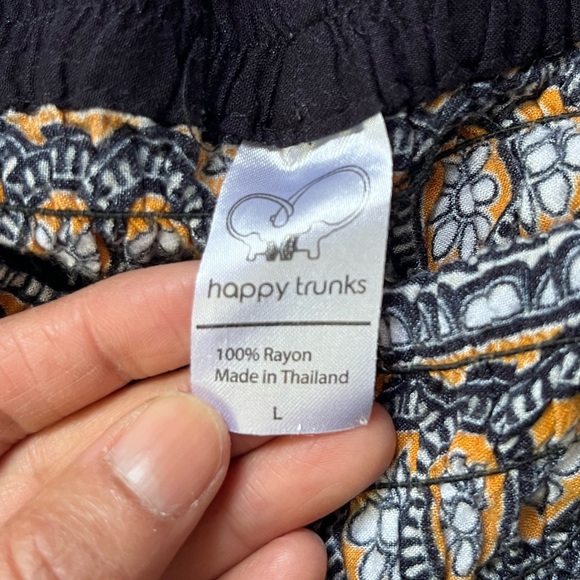 happy trunks
100% Rayon
Made in Thailand
L